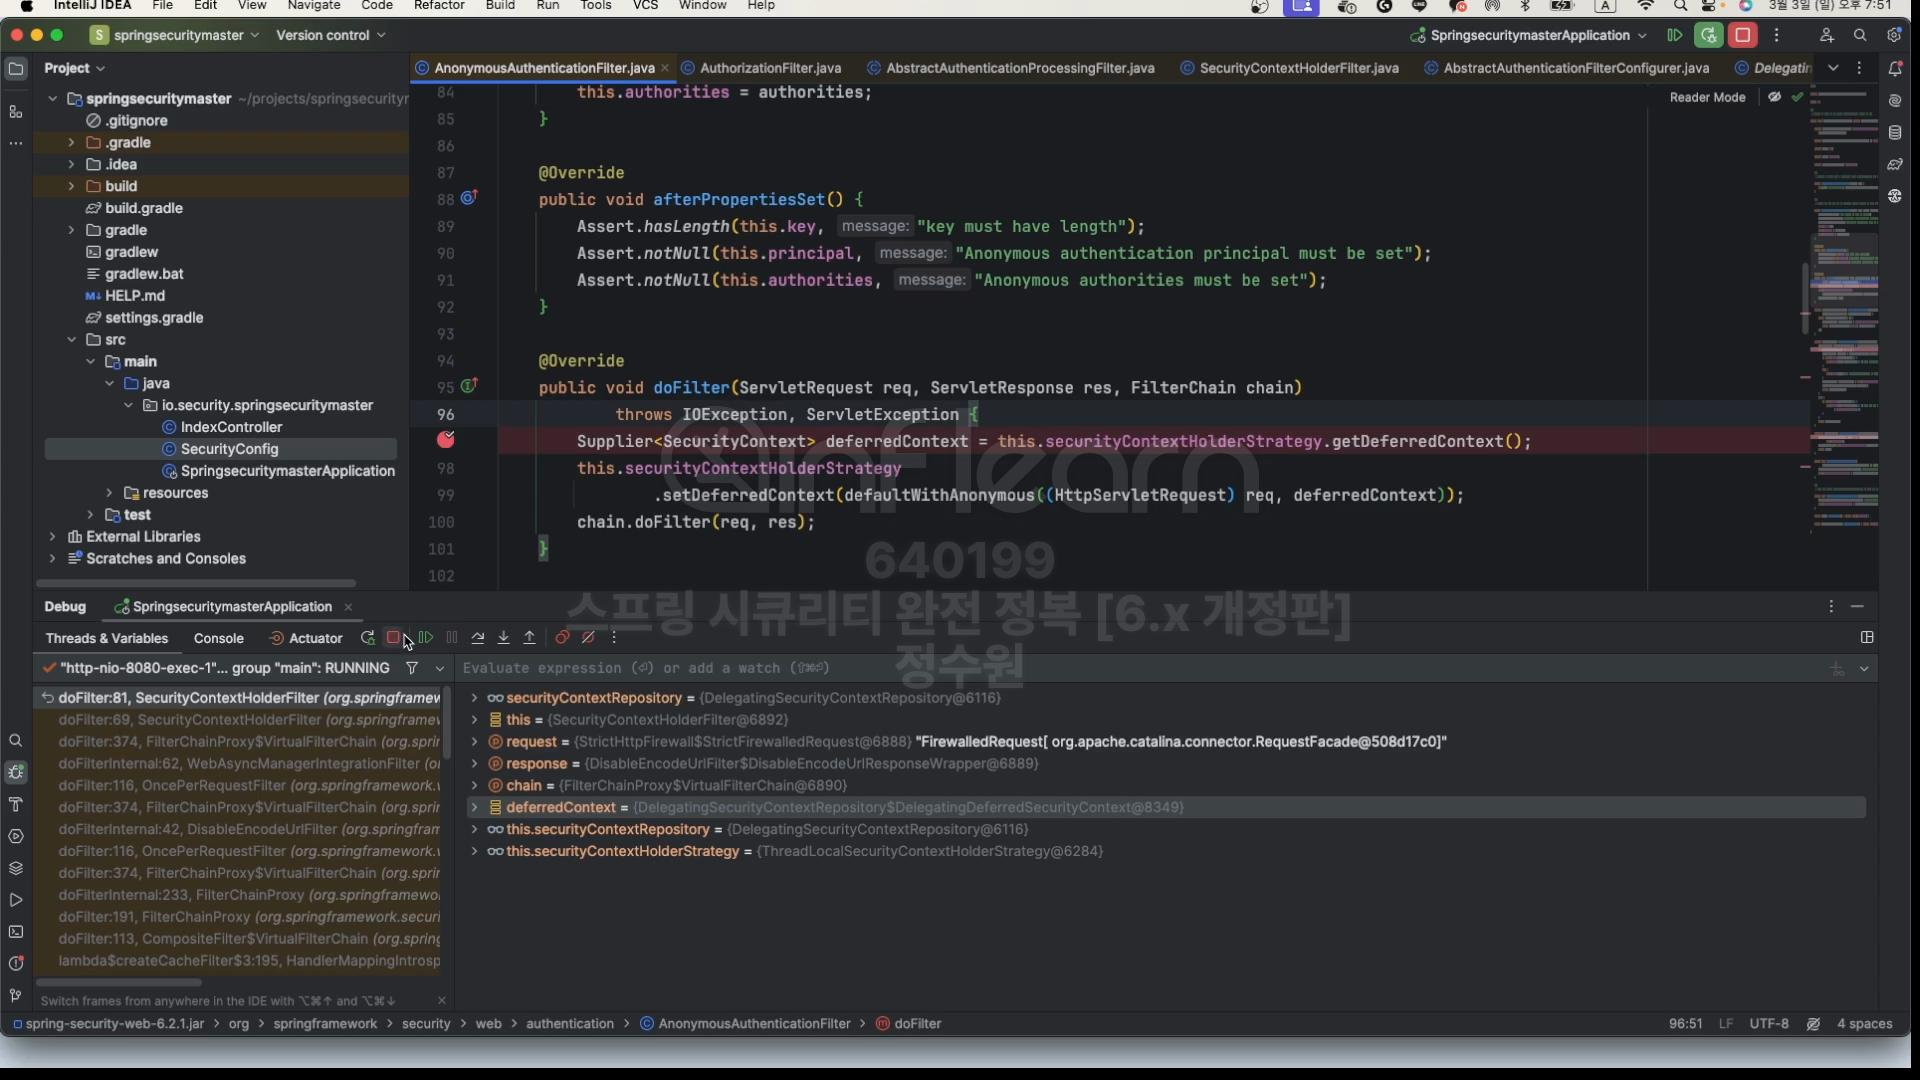 IntelliJ IDEA File Edit View Navigate Code Refactor Build Run Tools VCS Window Help A 3월 3일 (일) 오후 7:51
S springsecuritymaster Version control SpringsecuritymasterApplication
Project
AnonymousAuthenticationFilter.java AuthorizationFilter.java AbstractAuthenticationProcessingFilter.java SecurityContextHolderFilter.java AbstractAuthenticationFilterConfigurer.java Delegatin
Reader Mode
springsecuritymaster ~/projects/springsecurityr
.gitignore
.gradle
.idea
build
build.gradle
gradle
gradlew
gradlew.bat
M↓ HELP.md
settings.gradle
src
main
java
io.security.springsecuritymaster
IndexController
SecurityConfig
SpringsecuritymasterApplication
resources
test
External Libraries
Scratches and Consoles
84 this.authorities = authorities;
85 }
86
87 @Override
88 public void afterPropertiesSet() {
89 Assert.hasLength(this.key, message: "key must have length");
90 Assert.notNull(this.principal, message: "Anonymous authentication principal must be set");
91 Assert.notNull(this.authorities, message: "Anonymous authorities must be set");
92 }
93
94 @Override
95 public void doFilter(ServletRequest req, ServletResponse res, FilterChain chain)
96 throws IOException, ServletException {
Supplier<SecurityContext> deferredContext = this.securityContextHolderStrategy.getDeferredContext();
98 this.securityContextHolderStrategy
99 .setDeferredContext(defaultWithAnonymous((HttpServletRequest) req, deferredContext));
100 chain.doFilter(req, res);
101 }
102
inflearn
640199
스프링 시큐리티 완전 정복 [6.x 개정판]
정수원
Debug SpringsecuritymasterApplication
Threads & Variables Console Actuator
"http-nio-8080-exec-1"... group "main": RUNNING
Evaluate expression (⏎) or add a watch (⇧⌘⏎)
doFilter:81, SecurityContextHolderFilter (org.springframew
doFilter:69, SecurityContextHolderFilter (org.springframew
doFilter:374, FilterChainProxy$VirtualFilterChain (org.sprin
doFilterInternal:62, WebAsyncManagerIntegrationFilter (or
doFilter:116, OncePerRequestFilter (org.springframework.v
doFilter:374, FilterChainProxy$VirtualFilterChain (org.sprin
doFilterInternal:42, DisableEncodeUrlFilter (org.springfram
doFilter:116, OncePerRequestFilter (org.springframework.v
doFilter:374, FilterChainProxy$VirtualFilterChain (org.sprin
doFilterInternal:233, FilterChainProxy (org.springframewo
doFilter:191, FilterChainProxy (org.springframework.securi
doFilter:113, CompositeFilter$VirtualFilterChain (org.spring
lambda$createCacheFilter$3:195, HandlerMappingIntrosp
Switch frames from anywhere in the IDE with ⌥⌘↑ and ⌥⌘↓
securityContextRepository = {DelegatingSecurityContextRepository@6116}
this = {SecurityContextHolderFilter@6892}
request = {StrictHttpFirewall$StrictFirewalledRequest@6888} "FirewalledRequest[ org.apache.catalina.connector.RequestFacade@508d17c0]"
response = {DisableEncodeUrlFilter$DisableEncodeUrlResponseWrapper@6889}
chain = {FilterChainProxy$VirtualFilterChain@6890}
deferredContext = {DelegatingSecurityContextRepository$DelegatingDeferredSecurityContext@8349}
this.securityContextRepository = {DelegatingSecurityContextRepository@6116}
this.securityContextHolderStrategy = {ThreadLocalSecurityContextHolderStrategy@6284}
spring-security-web-6.2.1.jar > org > springframework > security > web > authentication > AnonymousAuthenticationFilter > doFilter 96:51 LF UTF-8 4 spaces